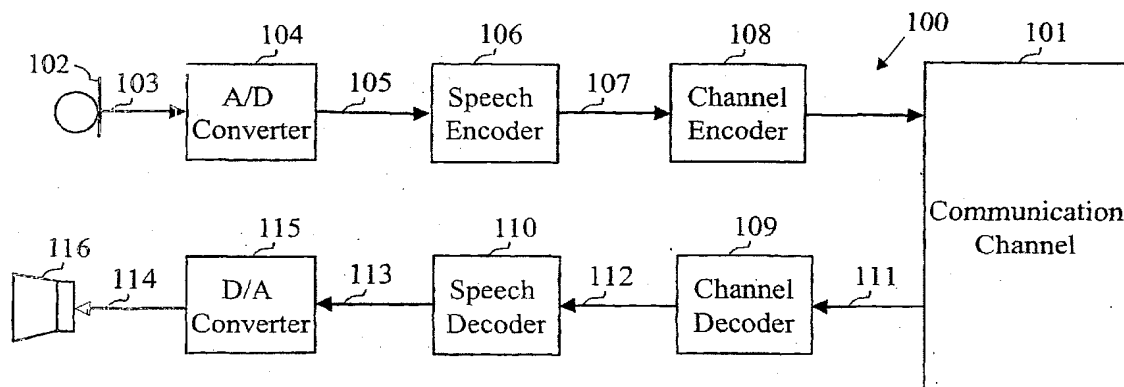 100
101
102
103
104
A/D
Converter
105
106
Speech
Encoder
107
108
Channel
Encoder
Communication
Channel
116
114
115
D/A
Converter
113
110
Speech
Decoder
112
109
Channel
Decoder
111